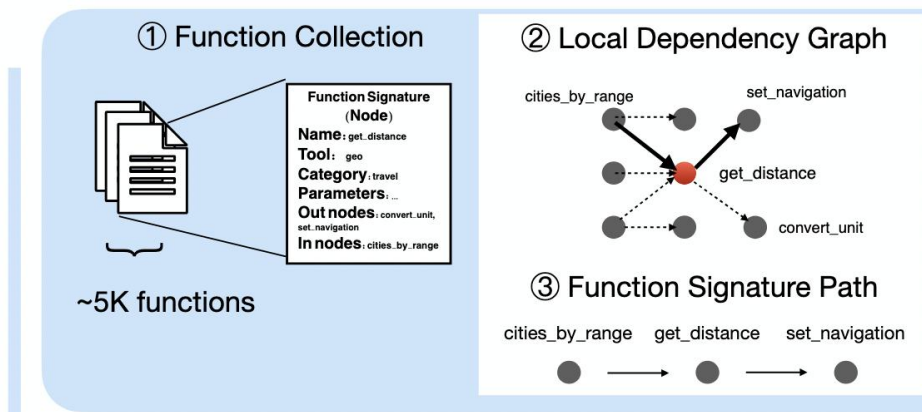 ① Function Collection
Function Signature
(Node)
Name: get_distance
Tool: geo
Category: travel
Parameters: ...
Out nodes: convert_unit,
set_navigation
In nodes: cities_by_range
~5K functions
② Local Dependency Graph
cities_by_range
set_navigation
get_distance
convert_unit
③ Function Signature Path
cities_by_range get_distance set_navigation